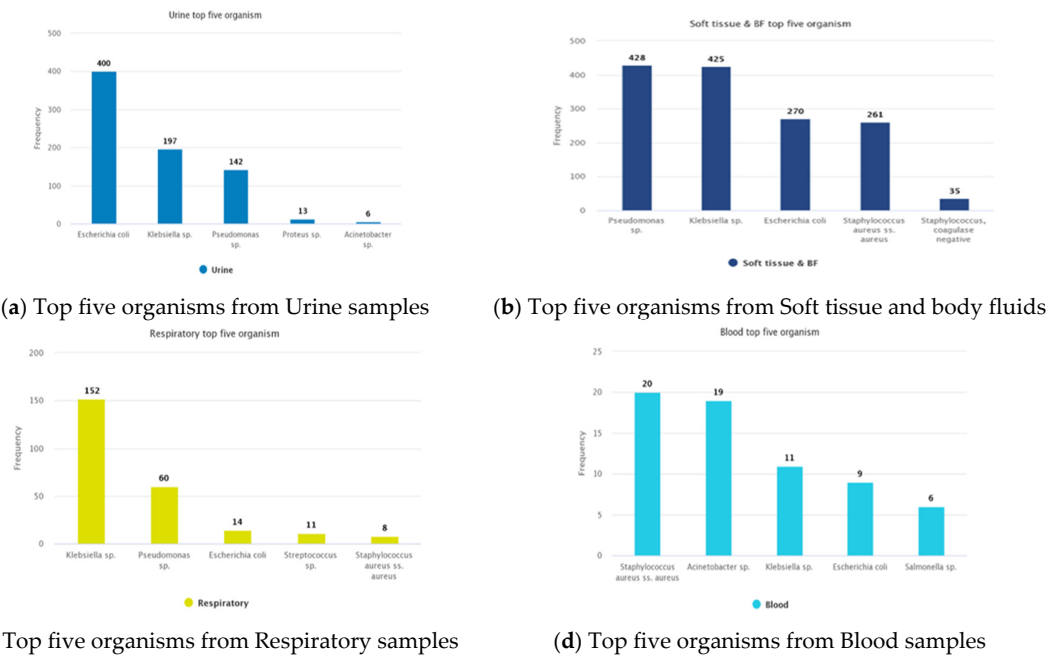 Urine top five organism
500
400
300
200
100
0
Frequency
400
197
142
13
6
Escherichia coli
Klebsiella sp.
Pseudomonas
sp.
Proteus sp.
Acinetobacter
sp.
Urine
(a) Top five organisms from Urine samples
Soft tissue & BF top five organism
500
400
300
200
100
0
Frequency
428
425
270
261
35
Pseudomonas
sp.
Klebsiella sp.
Escherichia coli
Staphylococcus
aureus ss.
aureus
Staphylococcus,
coagulase
negative
Soft tissue & BF
(b) Top five organisms from Soft tissue and body fluids
Respiratory top five organism
200
150
100
50
0
Frequency
152
60
14
11
8
Klebsiella sp.
Pseudomonas
sp.
Escherichia coli
Streptococcus
sp.
Staphylococcus
aureus ss.
aureus
Respiratory
Top five organisms from Respiratory samples
Blood top five organism
25
20
15
10
5
0
Frequency
20
19
11
9
6
Staphylococcus
aureus ss. aureus
Acinetobacter sp.
Klebsiella sp.
Escherichia coli
Salmonella sp.
Blood
(d) Top five organisms from Blood samples